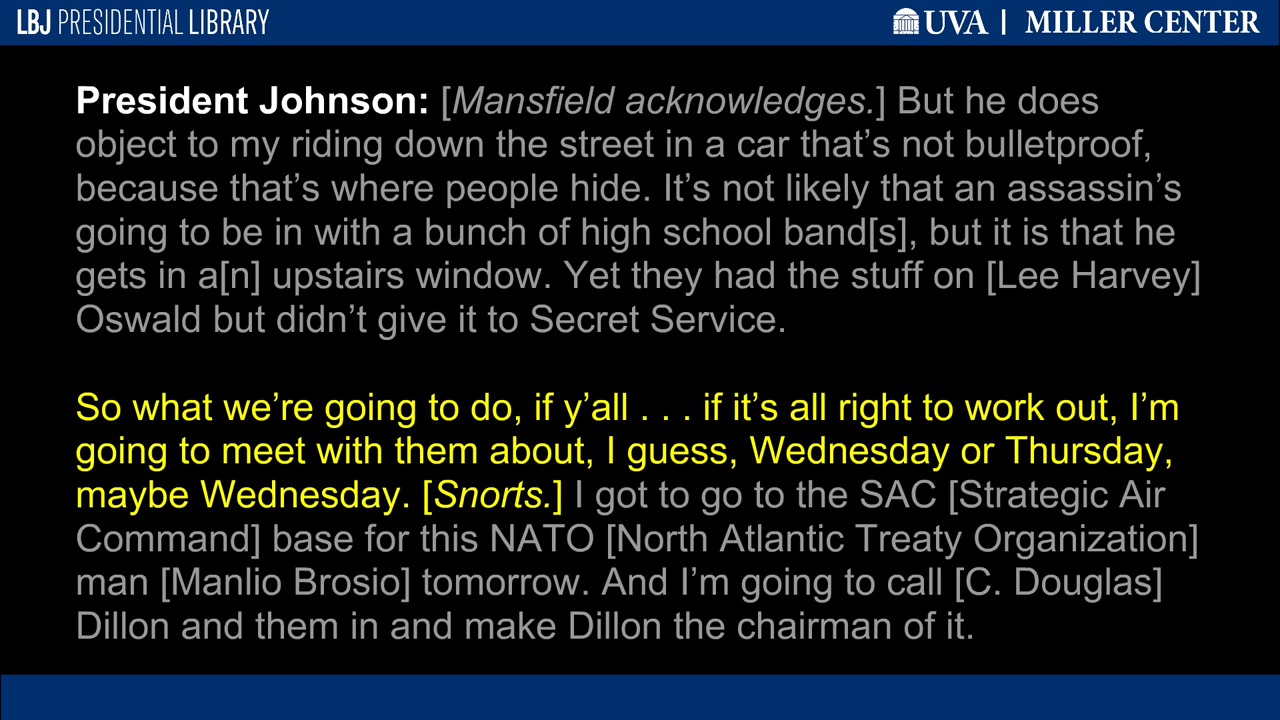 LBJ PRESIDENTIAL LIBRARY
UVA | MILLER CENTER
President Johnson: [Mansfield acknowledges.] But he does
object to my riding down the street in a car that’s not bulletproof,
because that’s where people hide. It’s not likely that an assassin’s
going to be in with a bunch of high school band[s], but it is that he
gets in a[n] upstairs window. Yet they had the stuff on [Lee Harvey]
Oswald but didn’t give it to Secret Service.
So what we’re going to do, if y’all . . . if it’s all right to work out, I’m
going to meet with them about, I guess, Wednesday or Thursday,
maybe Wednesday. [Snorts.] I got to go to the SAC [Strategic Air
Command] base for this NATO [North Atlantic Treaty Organization]
man [Manlio Brosio] tomorrow. And I’m going to call [C. Douglas]
Dillon and them in and make Dillon the chairman of it.